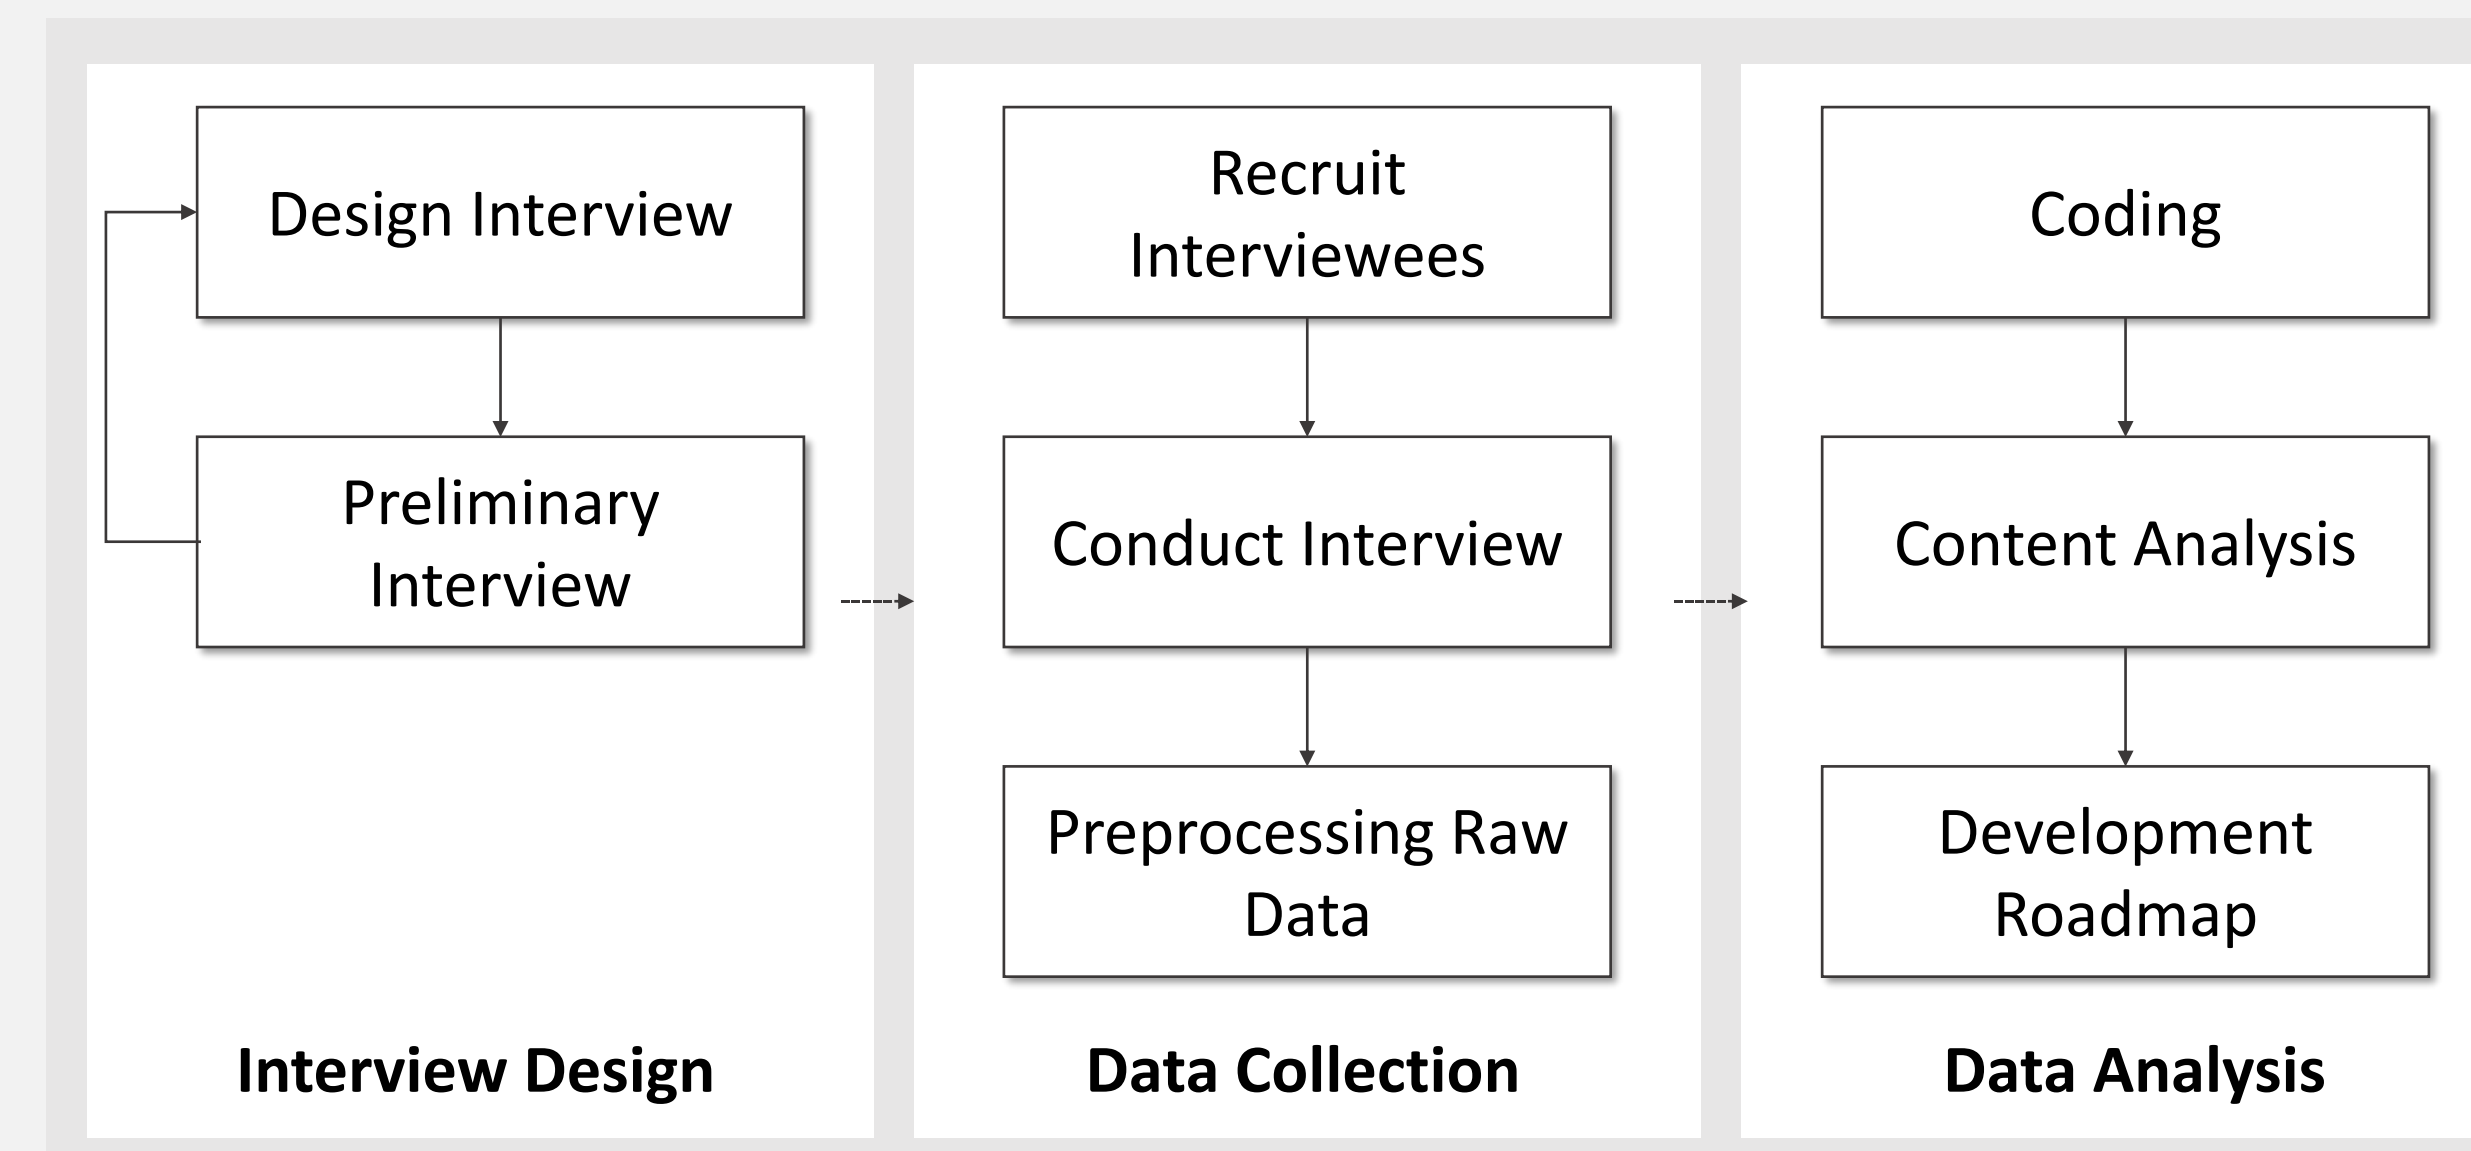 Design Interview
Preliminary
Interview
Interview Design
Recruit
Interviewees
Conduct Interview
Preprocessing Raw
Data
Data Collection
Coding
Content Analysis
Development
Roadmap
Data Analysis